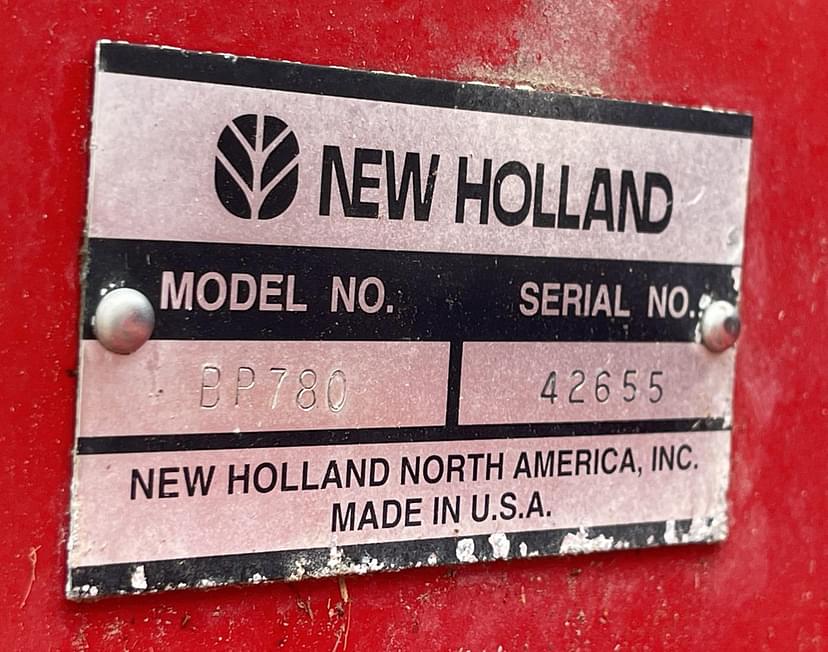 NEW HOLLAND
MODEL NO. SERIAL NO.
BP780 42655
NEW HOLLAND NORTH AMERICA, INC.
MADE IN U.S.A.